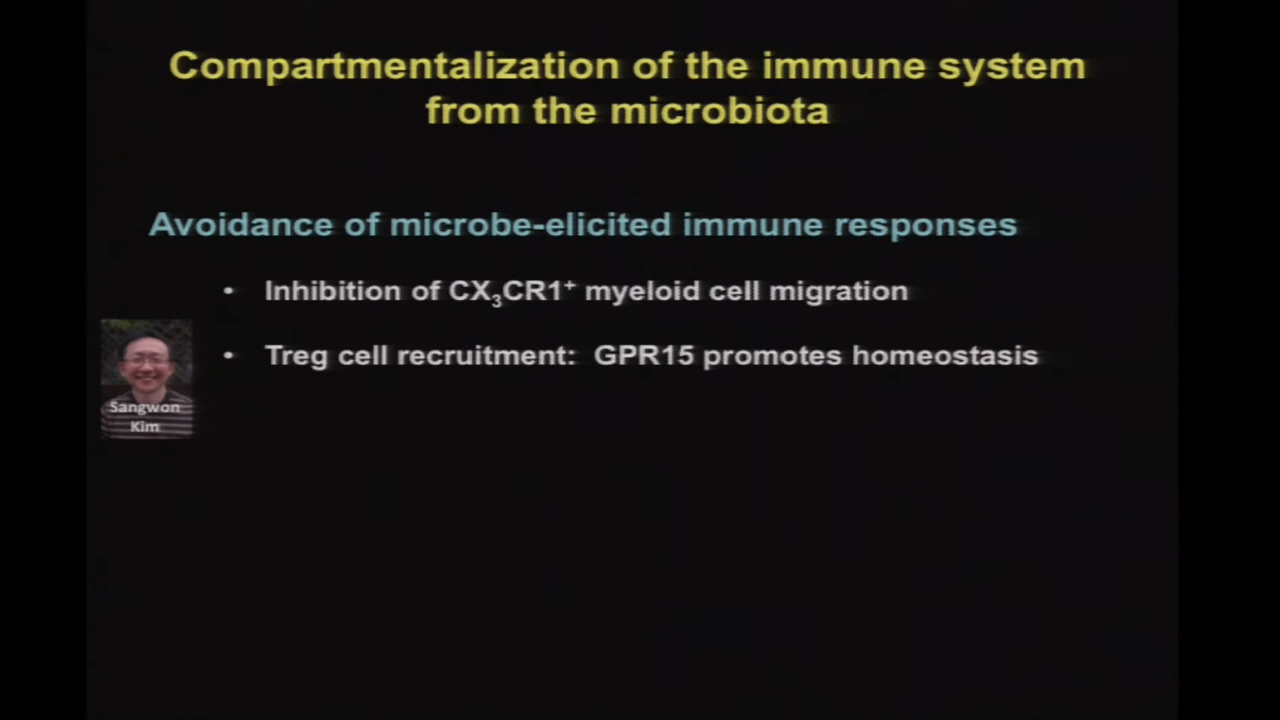 Compartmentalization of the immune system
from the microbiota
Avoidance of microbe-elicited immune responses
• Inhibition of CX₃CR1⁺ myeloid cell migration
• Treg cell recruitment: GPR15 promotes homeostasis
Sangwon
Kim